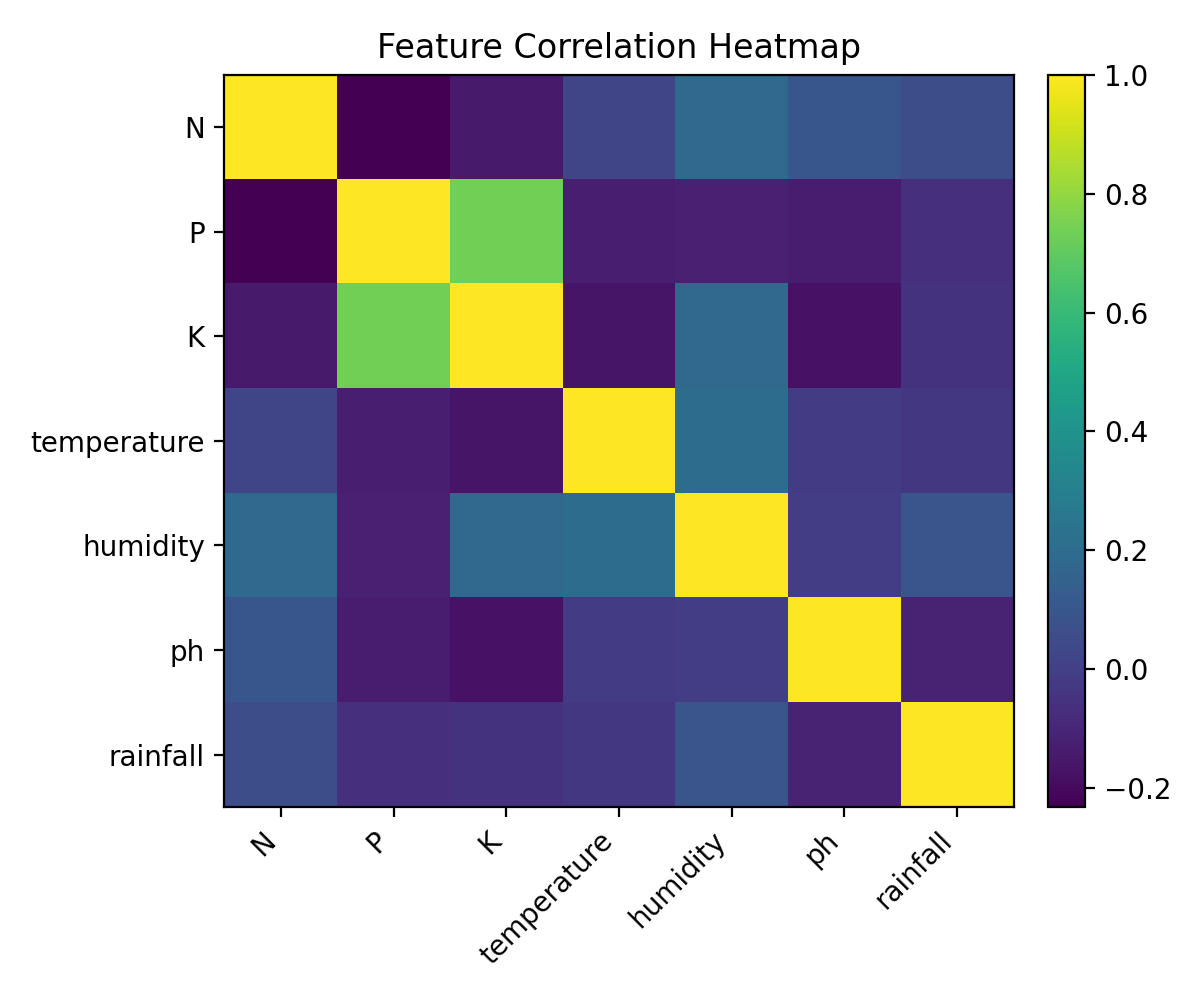 Feature Correlation Heatmap
N
P
K
temperature
humidity
ph
rainfall
N
P
K
temperature
humidity
ph
rainfall
1.0
0.8
0.6
0.4
0.2
0.0
−0.2